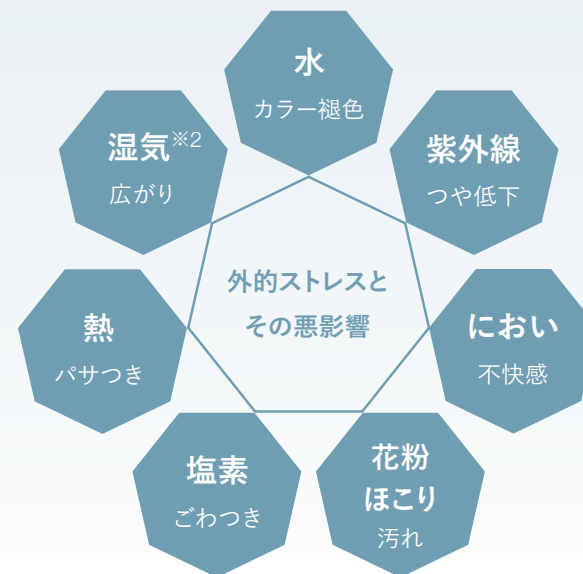 水
カラー褪色
紫外線
つや低下
におい
不快感
花粉
ほこり
汚れ
塩素
ごわつき
熱
パサつき
湿気※2
広がり
外的ストレスと
その悪影響